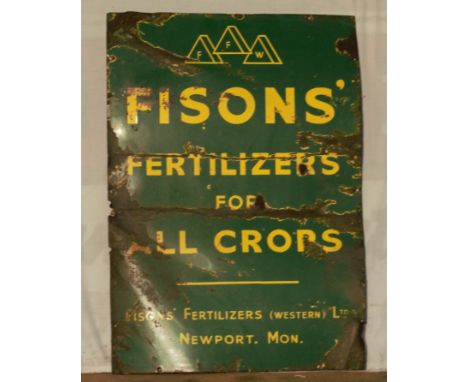 F F W
FISONS'
FERTILIZERS
FOR
ALL CROPS
FISONS' FERTILIZERS (WESTERN) LTD
NEWPORT. MON.